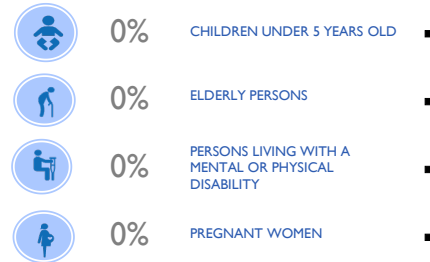 0% CHILDREN UNDER 5 YEARS OLD
0% ELDERLY PERSONS
0% PERSONS LIVING WITH A
MENTAL OR PHYSICAL
DISABILITY
0% PREGNANT WOMEN